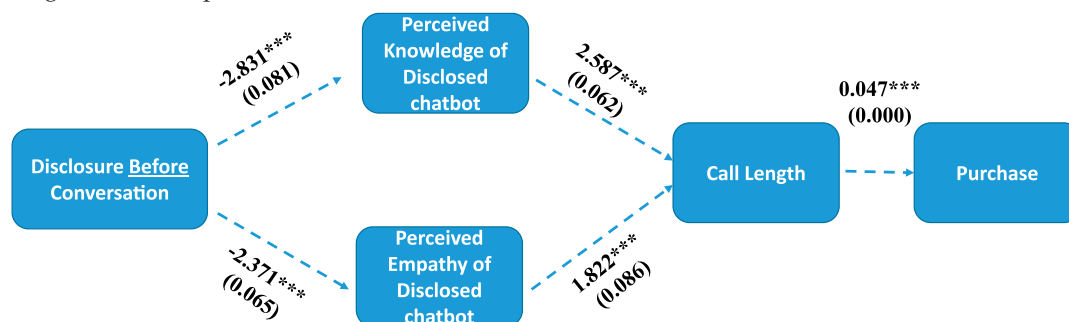 Perceived
Knowledge of
Disclosed
chatbot
-2.831***
(0.081)
2.587***
(0.062)
0.047***
(0.000)
Disclosure Before
Conversation
Call Length
Purchase
Perceived
Empathy of
Disclosed
chatbot
-2.371***
(0.065)
1.822***
(0.086)